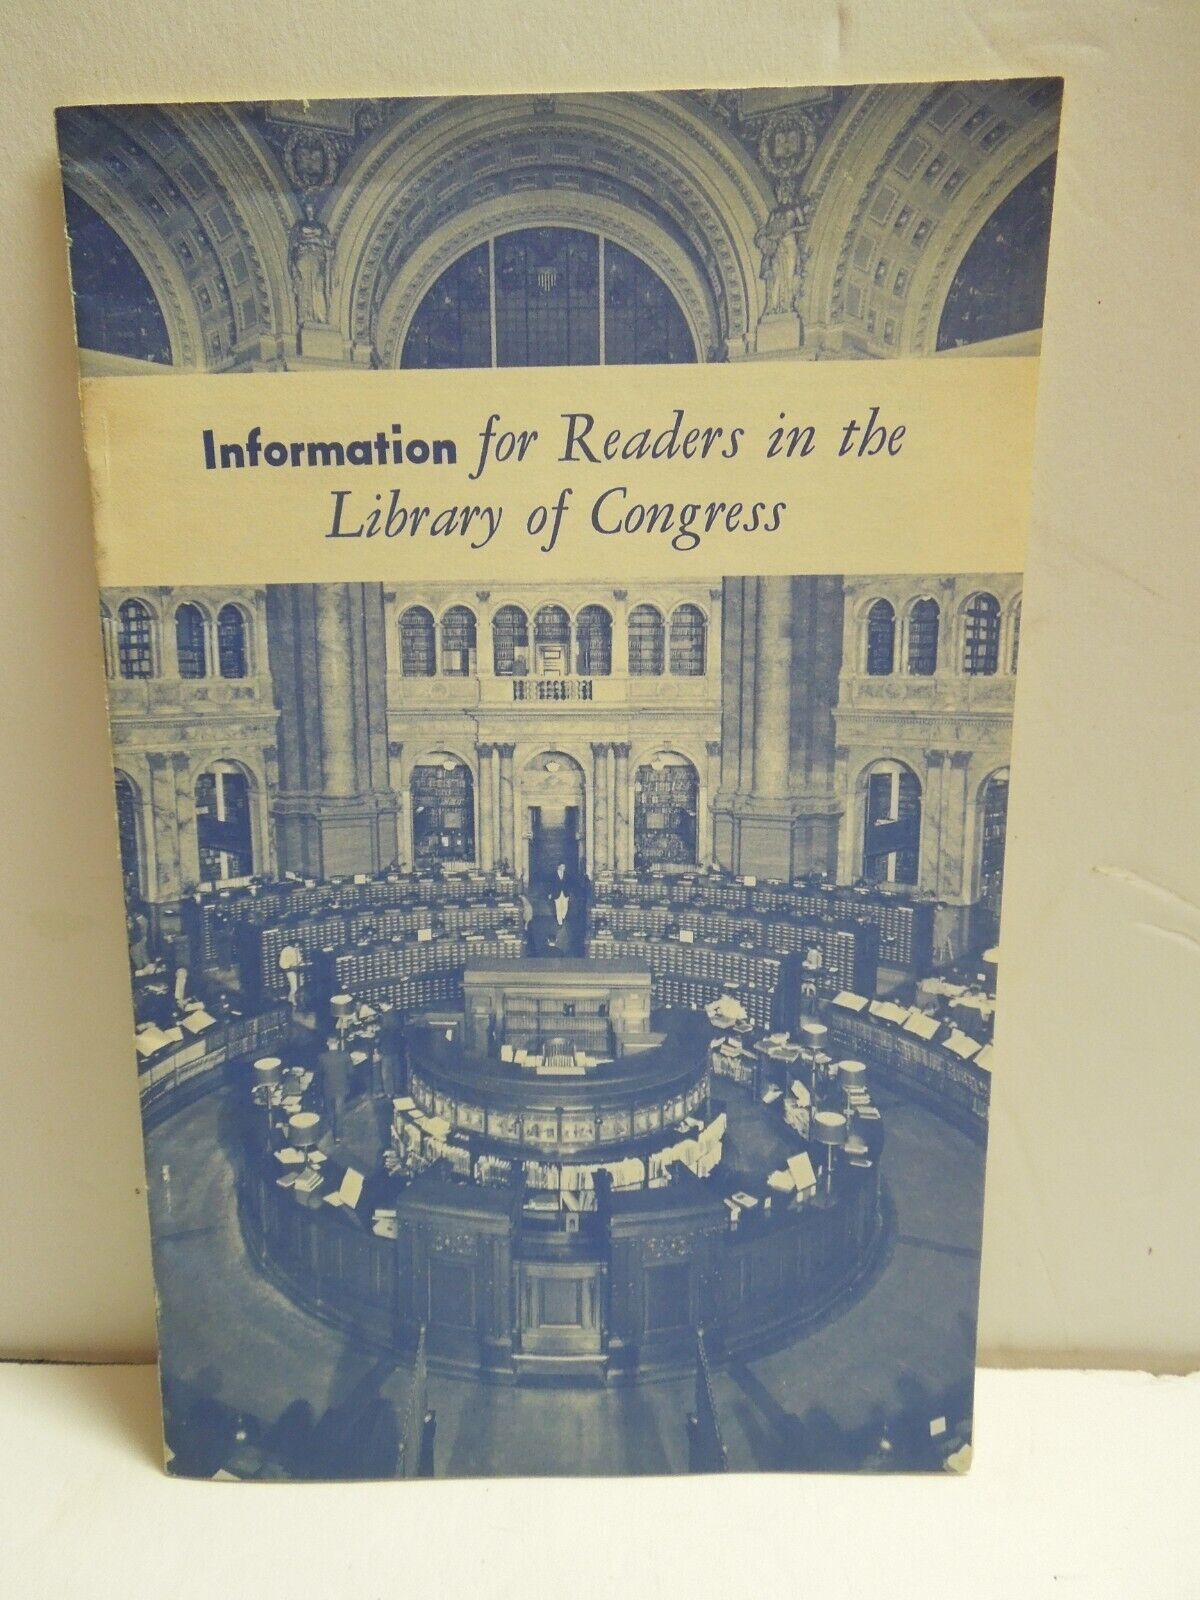 Information for Readers in the
Library of Congress